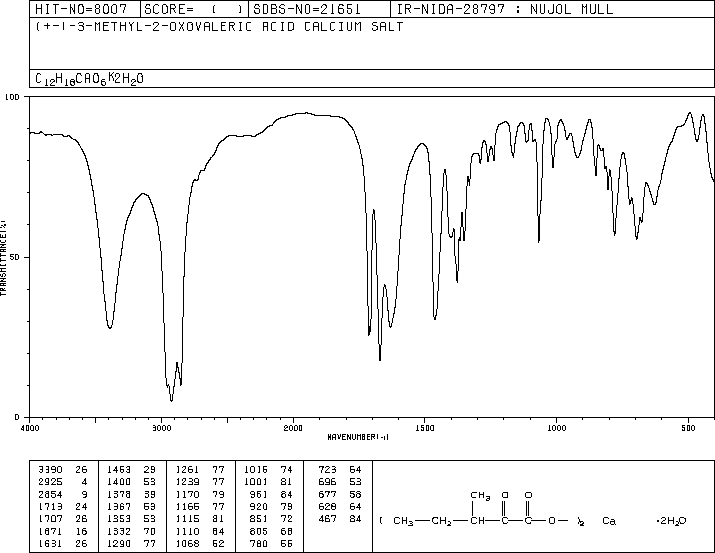 HIT-NO=8007 SCORE= ( ) SDBS-NO=21651 IR-NIDA-28797 : NUJOL MULL
(+-)-3-METHYL-2-OXOVALERIC ACID CALCIUM SALT
C12H18CAO6K2H2O
100
50
0
TRANSMITTANCE(%)
4000 3000 2000 1500 1000 500
WAVENUMBER(-1)
3390 26 1463 29 1261 77 1016 74 723 64
2925 4 1400 53 1239 77 1001 81 696 53
2854 9 1378 39 1170 79 961 84 677 58
1713 24 1367 53 1166 77 920 79 628 64
1707 26 1353 53 1115 81 851 72 467 84
1671 16 1332 70 1110 84 805 68
1631 26 1290 77 1068 52 780 55
CH3 O O
( CH3—CH2—CH—C—C—O— )2 Ca ·2H2O